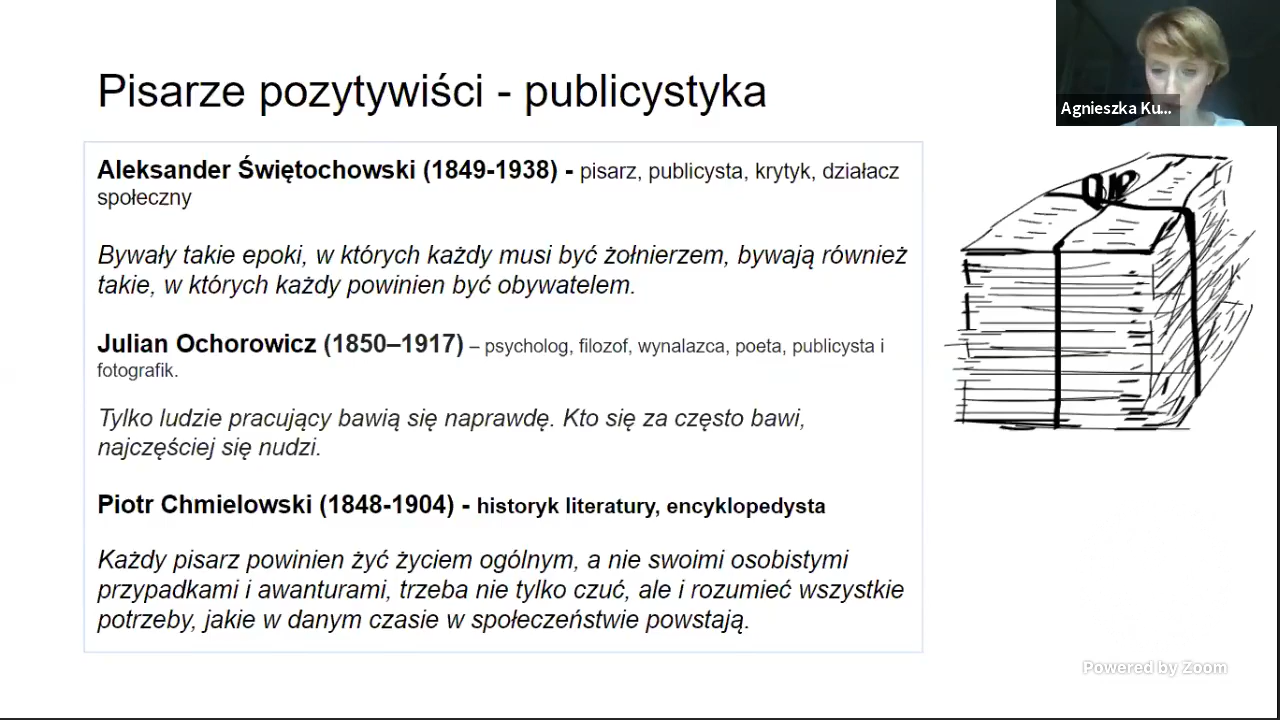 Agnieszka Ku...
Pisarze pozytywiści - publicystyka
Aleksander Świętochowski (1849-1938) - pisarz, publicysta, krytyk, działacz
społeczny
Bywały takie epoki, w których każdy musi być żołnierzem, bywają również
takie, w których każdy powinien być obywatelem.
Julian Ochorowicz (1850–1917) – psycholog, filozof, wynalazca, poeta, publicysta i
fotografik.
Tylko ludzie pracujący bawią się naprawdę. Kto się za często bawi,
najczęściej się nudzi.
Piotr Chmielowski (1848-1904) - historyk literatury, encyklopedysta
Każdy pisarz powinien żyć życiem ogólnym, a nie swoimi osobistymi
przypadkami i awanturami, trzeba nie tylko czuć, ale i rozumieć wszystkie
potrzeby, jakie w danym czasie w społeczeństwie powstają.
Powered by Zoom